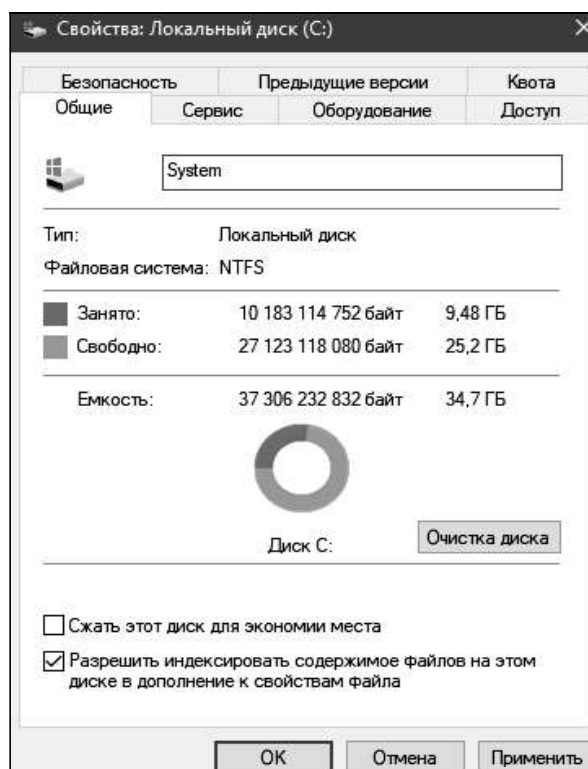 Свойства: Локальный диск (C:)
Безопасность Предыдущие версии Квота
Общие Сервис Оборудование Доступ
System
Тип: Локальный диск
Файловая система: NTFS
Занято: 10 183 114 752 байт 9,48 ГБ
Свободно: 27 123 118 080 байт 25,2 ГБ
Емкость: 37 306 232 832 байт 34,7 ГБ
Диск C: Очистка диска
Сжать этот диск для экономии места
Разрешить индексировать содержимое файлов на этом
диске в дополнение к свойствам файла
OK Отмена Применить